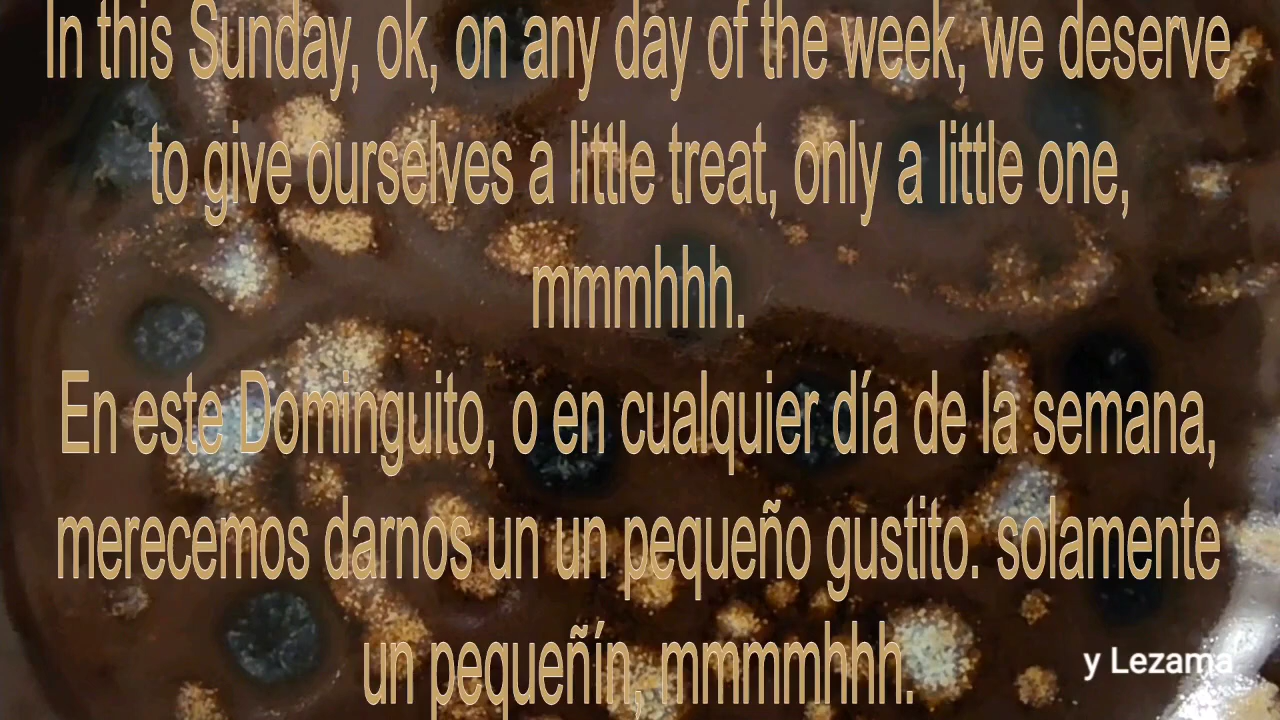 In this Sunday, ok, on any day of the week, we deserve
to give ourselves a little treat, only a little one,
mmmhhh.
En este Dominguito, o en cualquier día de la semana,
merecemos darnos un un pequeño gustito. solamente
un pequeñín, mmmmhhh.
y Lezama